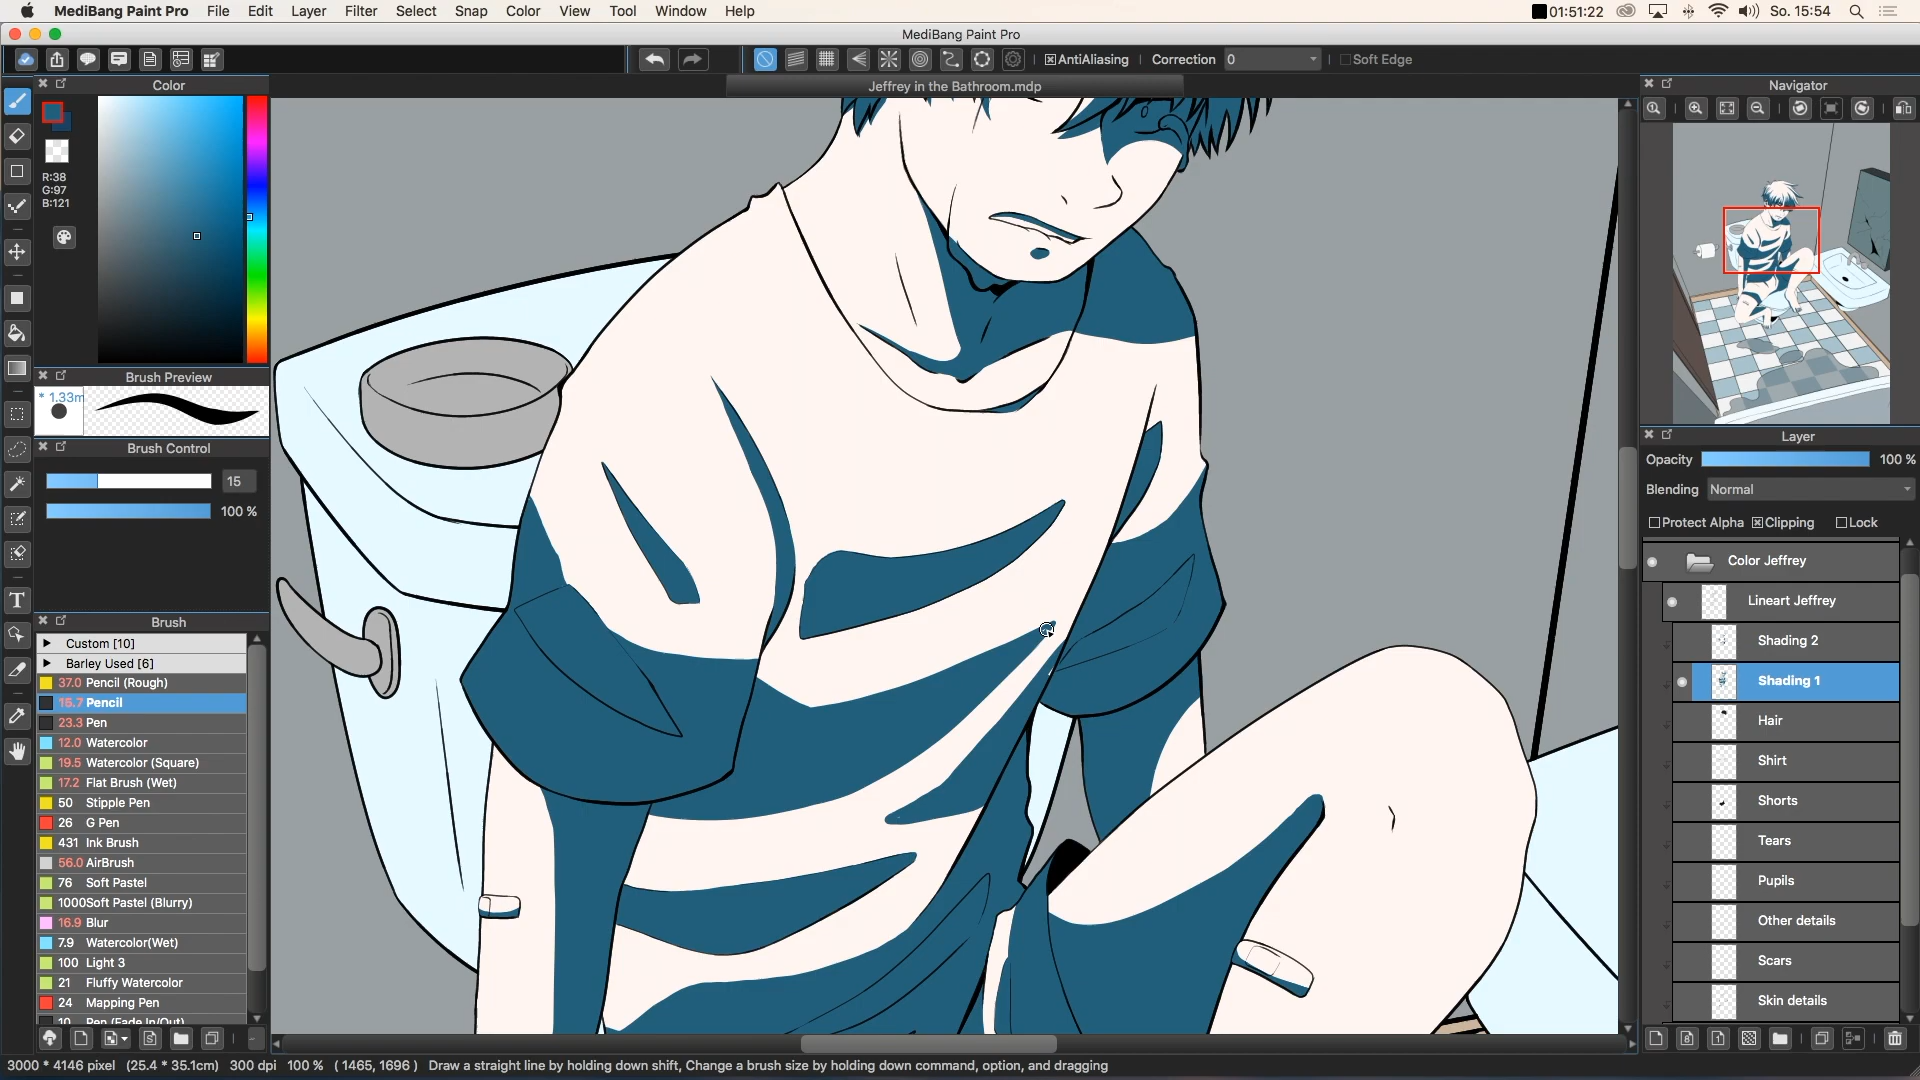 MediBang Paint Pro File Edit Layer Filter Select Snap Color View Tool Window Help 01:51:22 So. 15:54
MediBang Paint Pro
AntiAliasing Correction 0 Soft Edge
Jeffrey in the Bathroom.mdp
Color
R:38
G:97
B:121
Brush Preview
* 1.33m
Brush Control
15
100 %
Brush
Custom [10]
Barley Used [6]
37.0 Pencil (Rough)
15.7 Pencil
23.3 Pen
12.0 Watercolor
19.5 Watercolor (Square)
17.2 Flat Brush (Wet)
50 Stipple Pen
26 G Pen
431 Ink Brush
56.0 AirBrush
76 Soft Pastel
1000 Soft Pastel (Blurry)
16.9 Blur
7.9 Watercolor(Wet)
100 Light 3
21 Fluffy Watercolor
24 Mapping Pen
10 Pen (Fade In/Out)
Navigator
Layer
Opacity 100 %
Blending Normal
Protect Alpha Clipping Lock
Color Jeffrey
Lineart Jeffrey
Shading 2
Shading 1
Hair
Shirt
Shorts
Tears
Pupils
Other details
Scars
Skin details
3000 * 4146 pixel (25.4 * 35.1cm) 300 dpi 100 % ( 1465, 1696 ) Draw a straight line by holding down shift, Change a brush size by holding down command, option, and dragging